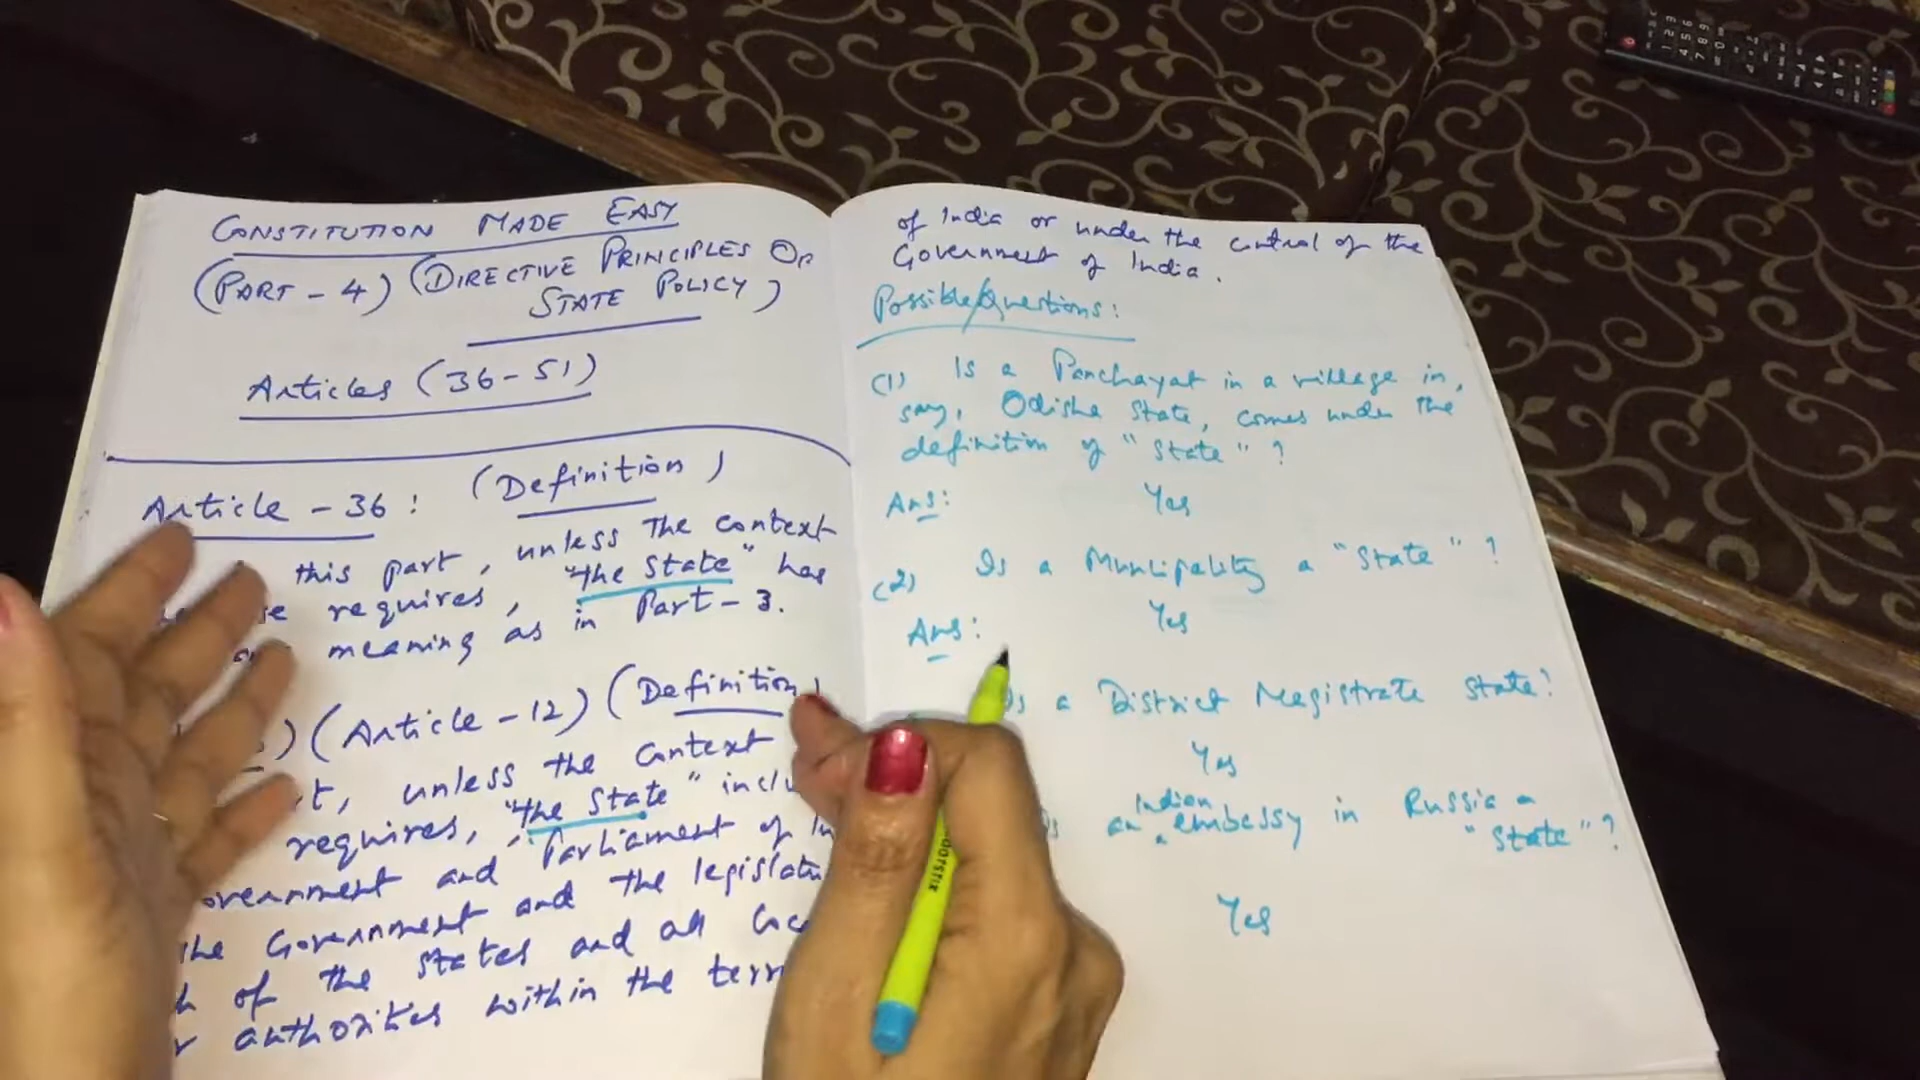 CONSTITUTION MADE EASY
(PART - 4) (DIRECTIVE PRINCIPLES OF
STATE POLICY)
Articles (36-51)
Article - 36 : (Definition)
this part, unless the context
requires, "the State" has
meaning as in Part - 3.
(Article - 12) (Definition)
unless the context
requires, "the State"
and Parliament of
the Government and the
of the states and all
authorities within the
of India or under the control of the
Government of India.
Possible Questions:
(1) Is a Panchayat in a village in,
say, Odisha State, comes under the
definition of "State" ?
Ans: Yes
(2) Is a Municipality a "State" ?
Ans: Yes
Is a District Magistrate State?
Yes
an Indian embessy in Russia a
"State" ?
Yes